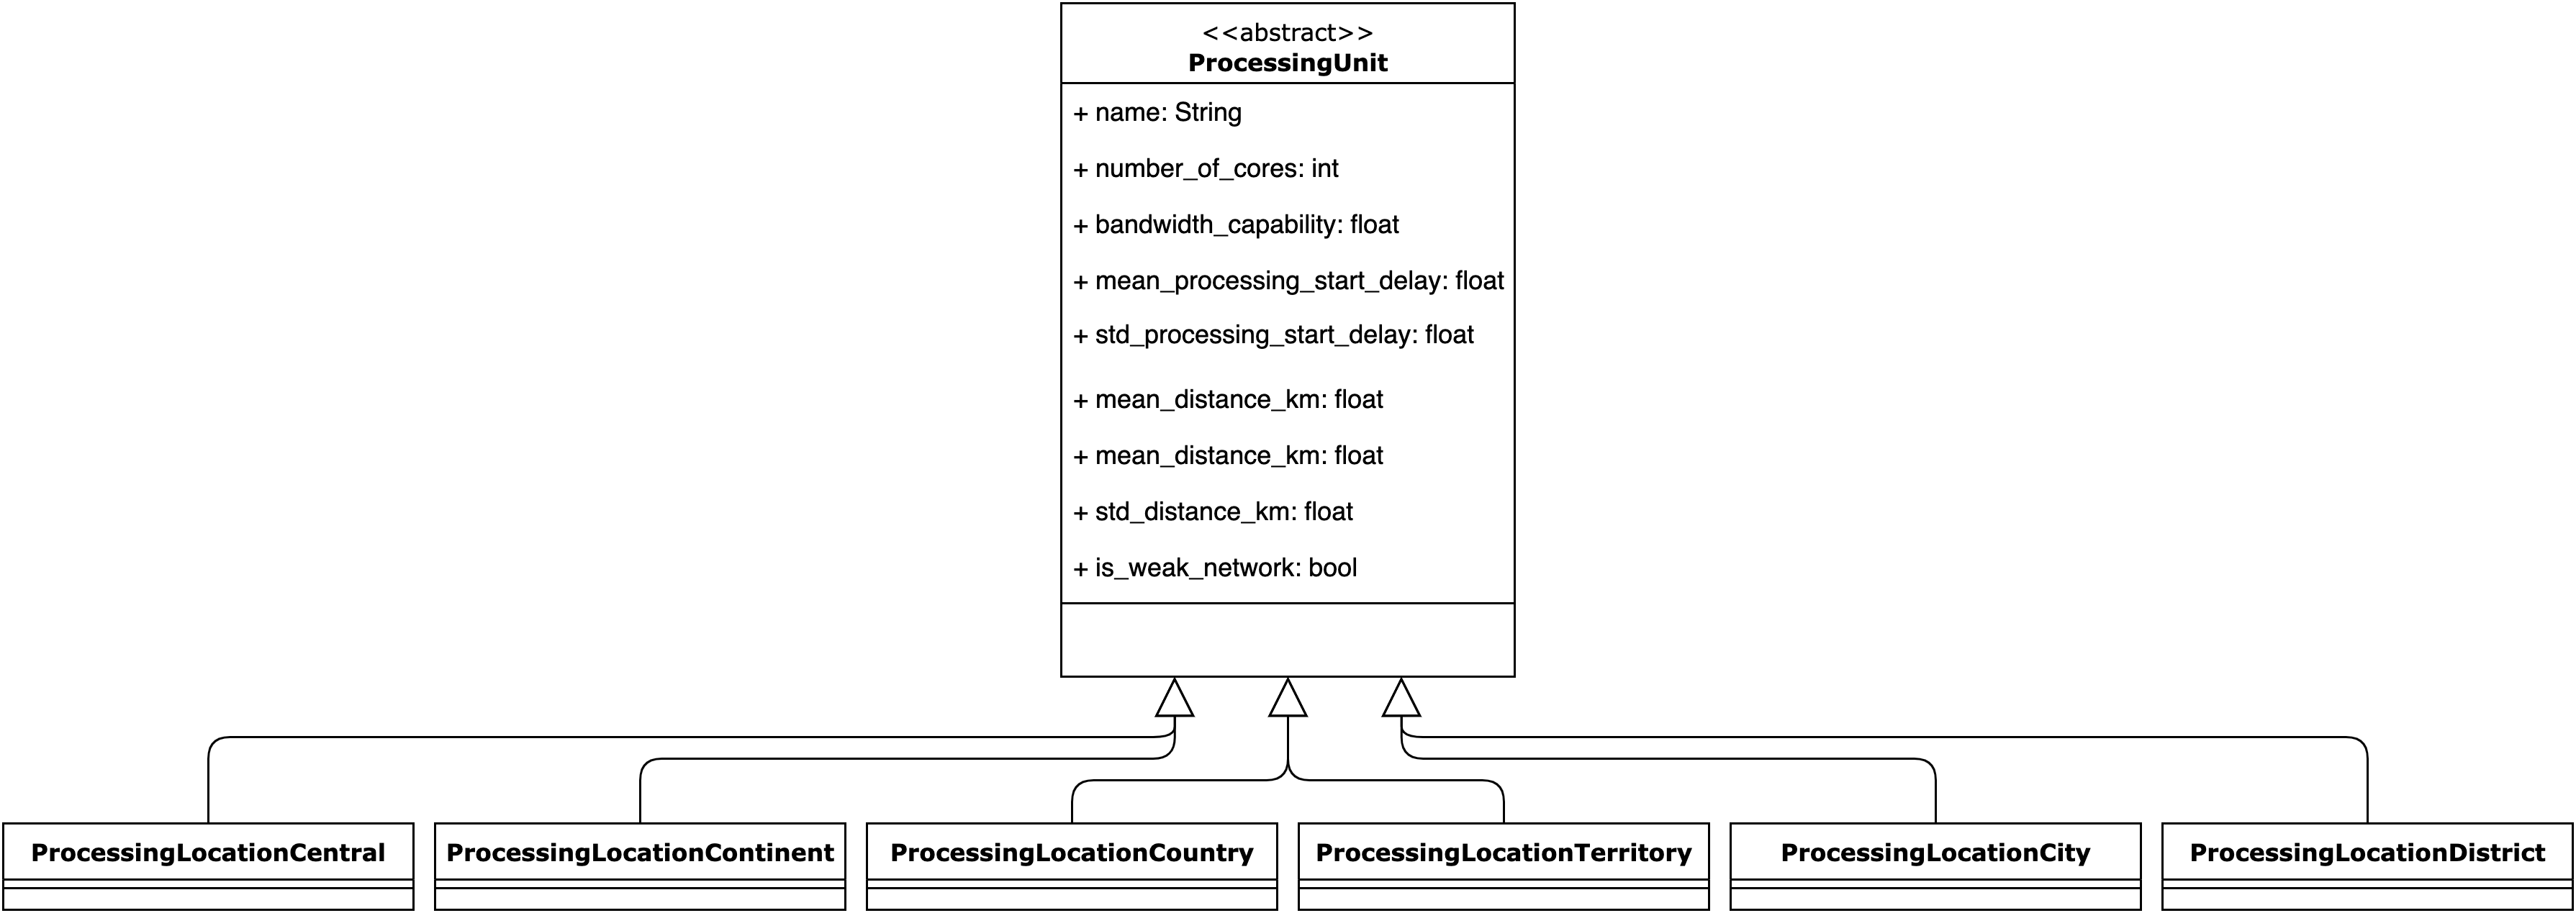 <<abstract>>
ProcessingUnit
+ name: String
+ number_of_cores: int
+ bandwidth_capability: float
+ mean_processing_start_delay: float
+ std_processing_start_delay: float
+ mean_distance_km: float
+ mean_distance_km: float
+ std_distance_km: float
+ is_weak_network: bool
ProcessingLocationCentral
ProcessingLocationContinent
ProcessingLocationCountry
ProcessingLocationTerritory
ProcessingLocationCity
ProcessingLocationDistrict